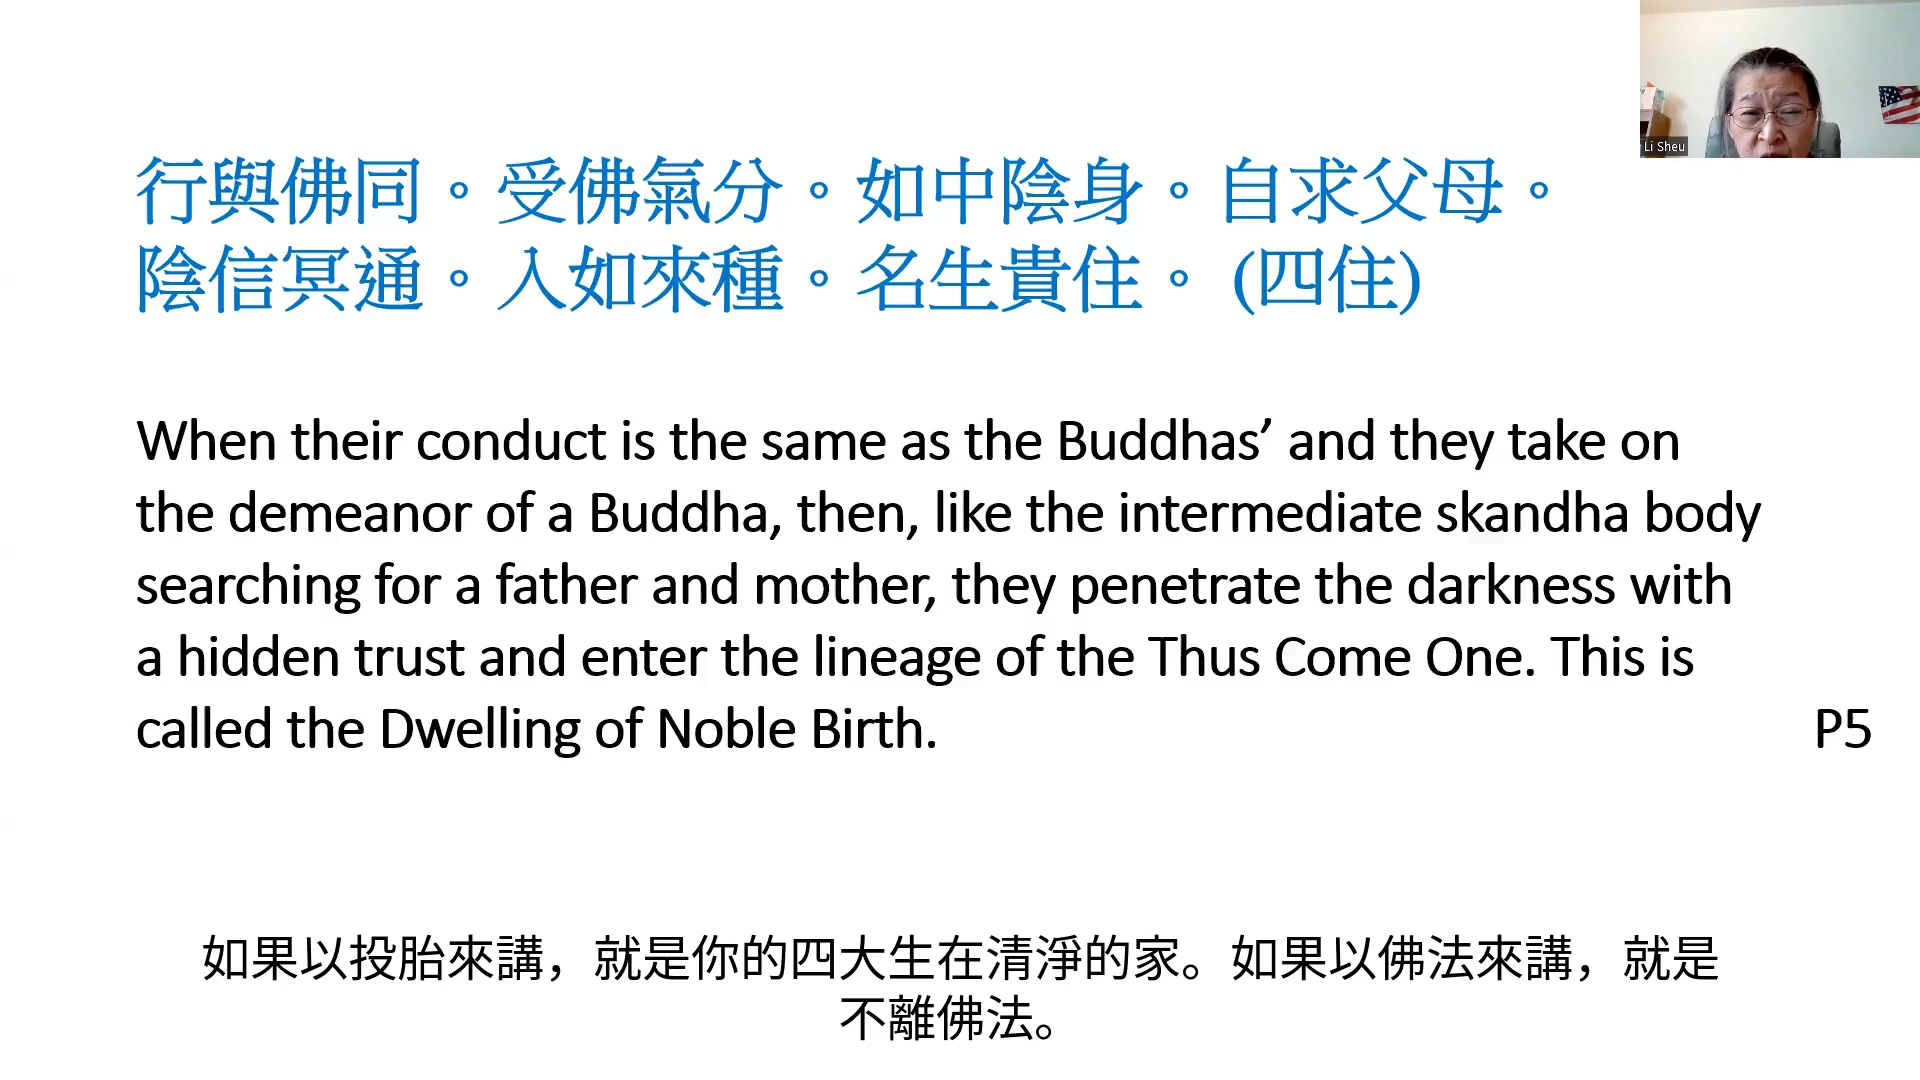 Li Sheu
行與佛同。受佛氣分。如中陰身。自求父母。
陰信冥通。入如來種。名生貴住。(四住)
When their conduct is the same as the Buddhas’ and they take on
the demeanor of a Buddha, then, like the intermediate skandha body
searching for a father and mother, they penetrate the darkness with
a hidden trust and enter the lineage of the Thus Come One. This is
called the Dwelling of Noble Birth.
P5
如果以投胎來講，就是你的四大生在清淨的家。如果以佛法來講，就是
不離佛法。